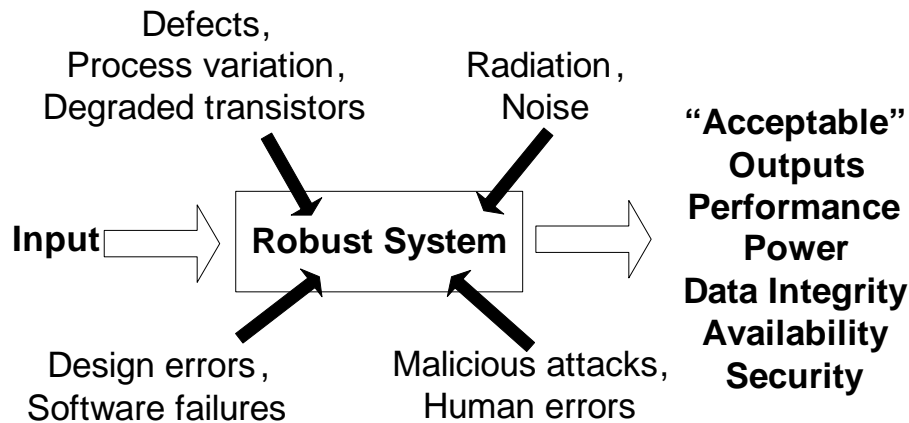 Defects,
Process variation,
Degraded transistors
Radiation,
Noise
Input
Robust System
“Acceptable”
Outputs
Performance
Power
Data Integrity
Availability
Security
Design errors,
Software failures
Malicious attacks,
Human errors